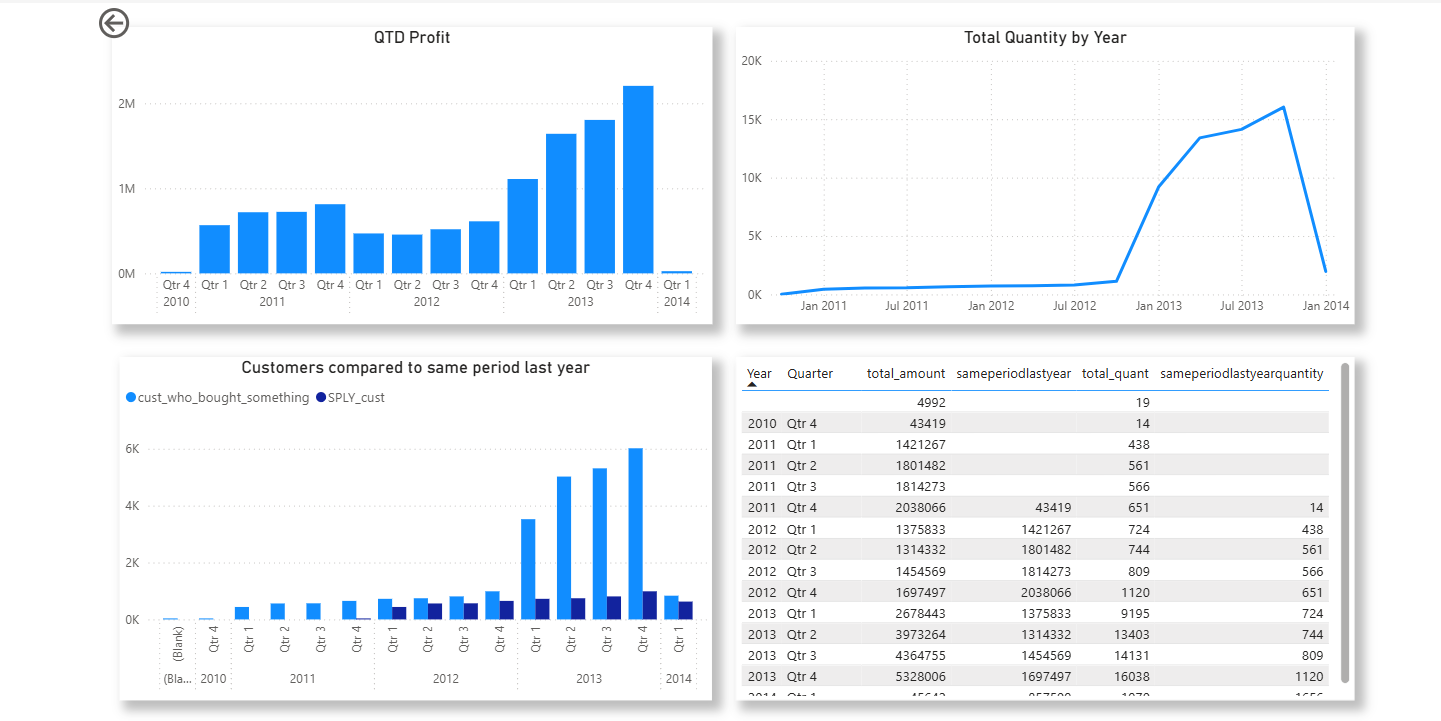 QTD Profit
2M
1M
0M
Qtr 4 Qtr 1 Qtr 2 Qtr 3 Qtr 4 Qtr 1 Qtr 2 Qtr 3 Qtr 4 Qtr 1 Qtr 2 Qtr 3 Qtr 4 Qtr 1
2010 2011 2012 2013 2014
Total Quantity by Year
20K
15K
10K
5K
0K
Jan 2011 Jul 2011 Jan 2012 Jul 2012 Jan 2013 Jul 2013 Jan 2014
Customers compared to same period last year
cust_who_bought_something SPLY_cust
6K
4K
2K
0K
(Blank) Qtr 4 Qtr 1 Qtr 2 Qtr 3 Qtr 4 Qtr 1 Qtr 2 Qtr 3 Qtr 4 Qtr 1 Qtr 2 Qtr 3 Qtr 4 Qtr 1
(Bla... 2010 2011 2012 2013 2014
Year Quarter total_amount sameperiodlastyear total_quant sameperiodlastyearquantity
4992 19
2010 Qtr 4 43419 14
2011 Qtr 1 1421267 438
2011 Qtr 2 1801482 561
2011 Qtr 3 1814273 566
2011 Qtr 4 2038066 43419 651 14
2012 Qtr 1 1375833 1421267 724 438
2012 Qtr 2 1314332 1801482 744 561
2012 Qtr 3 1454569 1814273 809 566
2012 Qtr 4 1697497 2038066 1120 651
2013 Qtr 1 2678443 1375833 9195 724
2013 Qtr 2 3973264 1314332 13403 744
2013 Qtr 3 4364755 1454569 14131 809
2013 Qtr 4 5328006 1697497 16038 1120
2014 Qtr 1